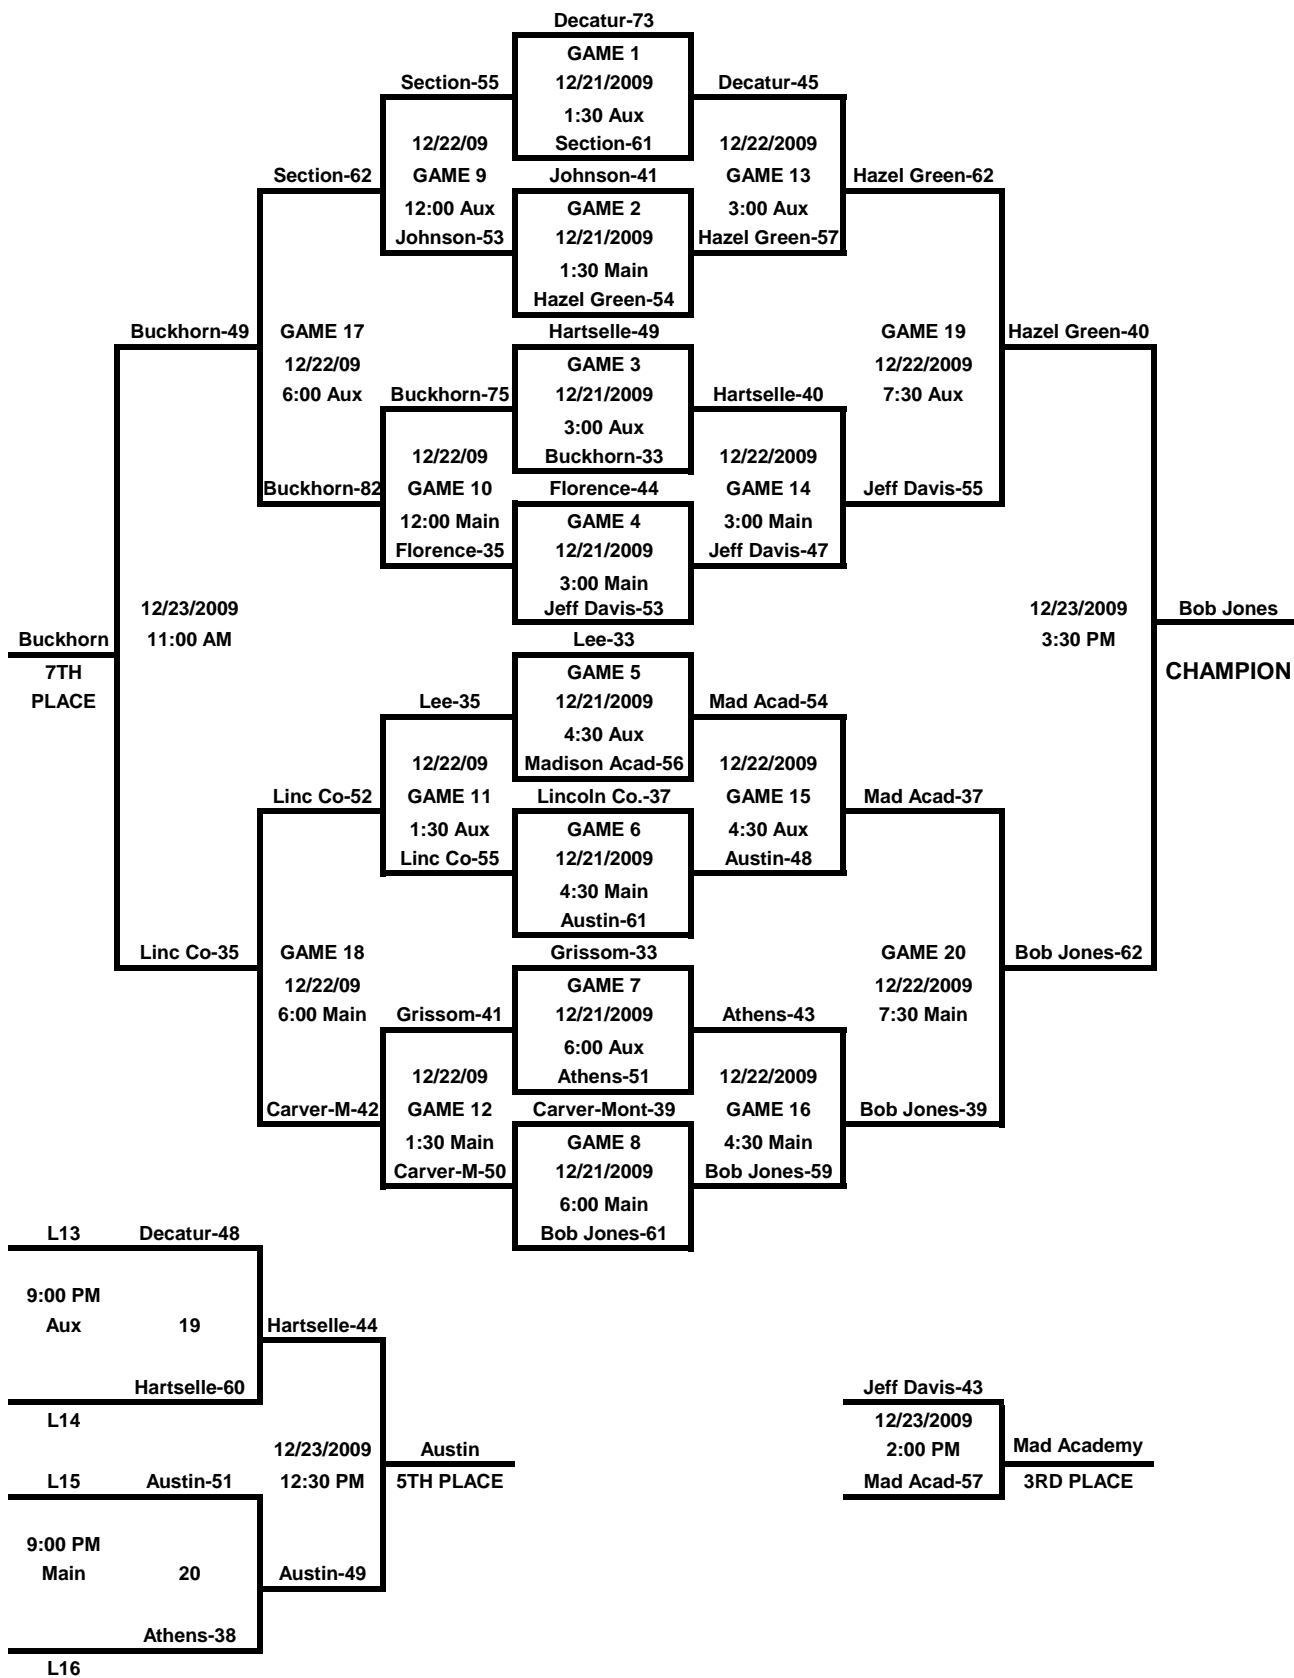 Decatur-73
GAME 1
Section-55 12/21/2009 Decatur-45
1:30 Aux
12/22/09 Section-61 12/22/2009
Section-62 GAME 9 Johnson-41 GAME 13 Hazel Green-62
12:00 Aux GAME 2 3:00 Aux
Johnson-53 12/21/2009 Hazel Green-57
1:30 Main
Hazel Green-54
Buckhorn-49 GAME 17 Hartselle-49 GAME 19 Hazel Green-40
12/22/09 GAME 3 12/22/2009
6:00 Aux Buckhorn-75 12/21/2009 Hartselle-40 7:30 Aux
3:00 Aux
12/22/09 Buckhorn-33 12/22/2009
Buckhorn-82 GAME 10 Florence-44 GAME 14 Jeff Davis-55
12:00 Main GAME 4 3:00 Main
Florence-35 12/21/2009 Jeff Davis-47
3:00 Main
12/23/2009 Jeff Davis-53 12/23/2009 Bob Jones
Buckhorn 11:00 AM Lee-33 3:30 PM
7TH GAME 5 CHAMPION
PLACE Lee-35 12/21/2009 Mad Acad-54
4:30 Aux
12/22/09 Madison Acad-56 12/22/2009
Linc Co-52 GAME 11 Lincoln Co.-37 GAME 15 Mad Acad-37
1:30 Aux GAME 6 4:30 Aux
Linc Co-55 12/21/2009 Austin-48
4:30 Main
Austin-61
Linc Co-35 GAME 18 Grissom-33 GAME 20 Bob Jones-62
12/22/09 GAME 7 12/22/2009
6:00 Main Grissom-41 12/21/2009 Athens-43 7:30 Main
6:00 Aux
12/22/09 Athens-51 12/22/2009
Carver-M-42 GAME 12 Carver-Mont-39 GAME 16 Bob Jones-39
1:30 Main GAME 8 4:30 Main
Carver-M-50 12/21/2009 Bob Jones-59
6:00 Main
L13 Decatur-48 Bob Jones-61
9:00 PM
Aux 19 Hartselle-44
Hartselle-60 Jeff Davis-43
L14 12/23/2009
12/23/2009 Austin 2:00 PM Mad Academy
L15 Austin-51 12:30 PM 5TH PLACE Mad Acad-57 3RD PLACE
9:00 PM
Main 20 Austin-49
Athens-38
L16